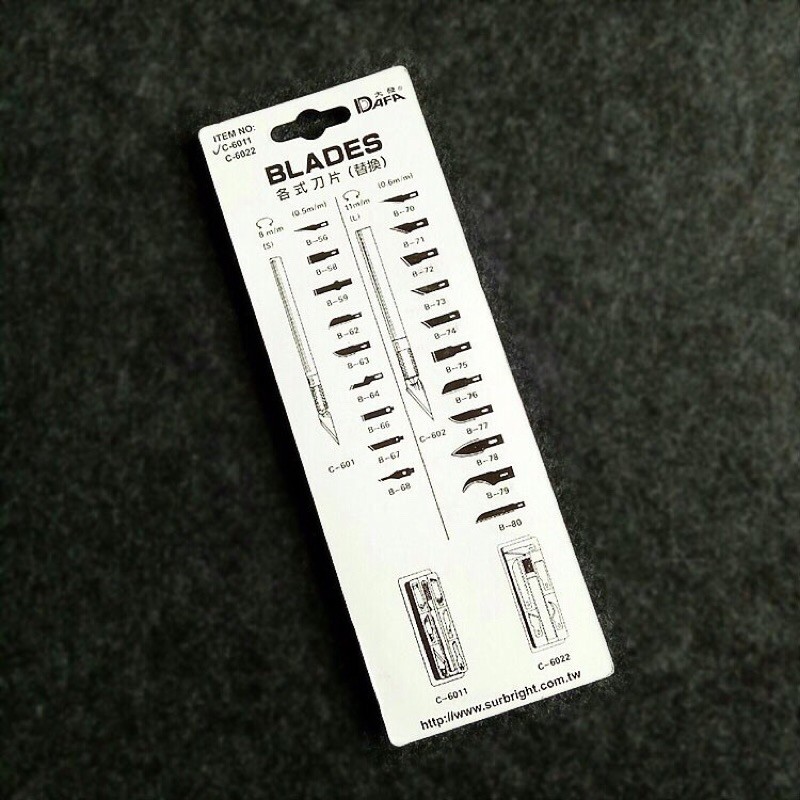 ITEM NO:
✓C-6011
C-6022
大發®
DAFA
BLADES
各式刀片(替換)
8 m/m
(S)
(0.5m/m)
B-56
B-58
B-59
B-62
B-63
B-64
B-66
B-67
B-68
C-601
11m/m
(L)
(0.6m/m)
B-70
B-71
B-72
B-73
B-74
B-75
B-76
B-77
B-78
B-79
B-80
C-602
C-6011
C-6022
http://www.surbright.com.tw